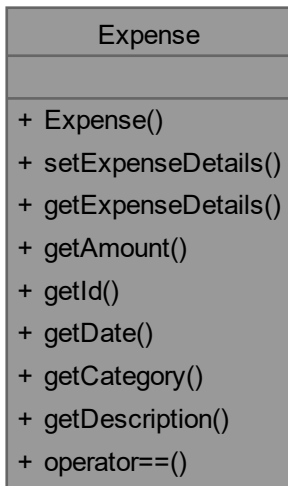 Expense
+ Expense()
+ setExpenseDetails()
+ getExpenseDetails()
+ getAmount()
+ getId()
+ getDate()
+ getCategory()
+ getDescription()
+ operator==()